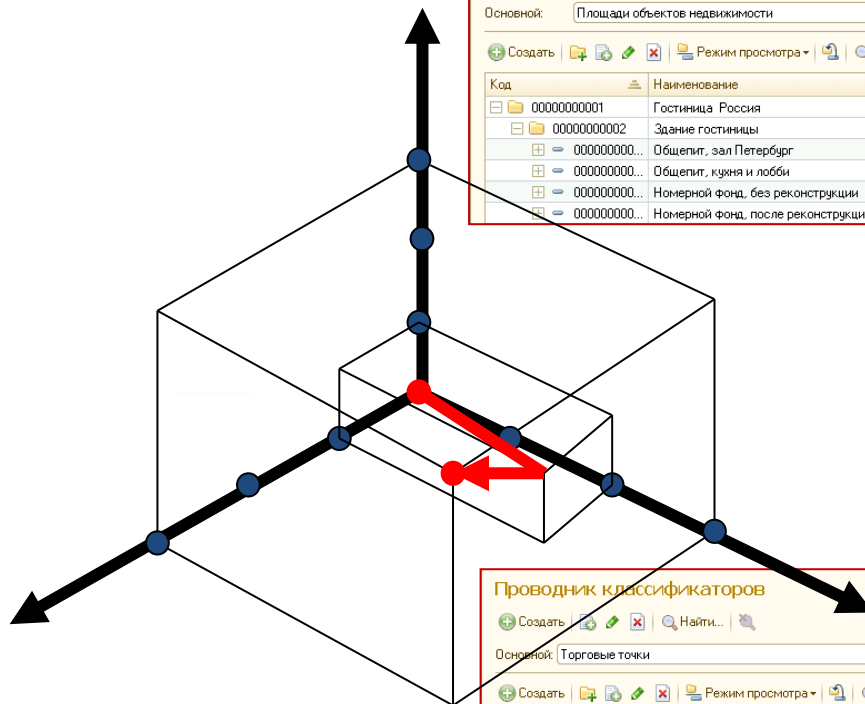 Основной: Площади объектов недвижимости
Создать Режим просмотра
Код Наименование
00000000001 Гостиница Россия
00000000002 Здание гостиницы
000000000... Общепит, зал Петербург
000000000... Общепит, кухня и лобби
000000000... Номерной фонд, без реконструкции
000000000... Номерной фонд, после реконструкци
Проводник классификаторов
Создать Найти...
Основной: Торговые точки
Создать Режим просмотра